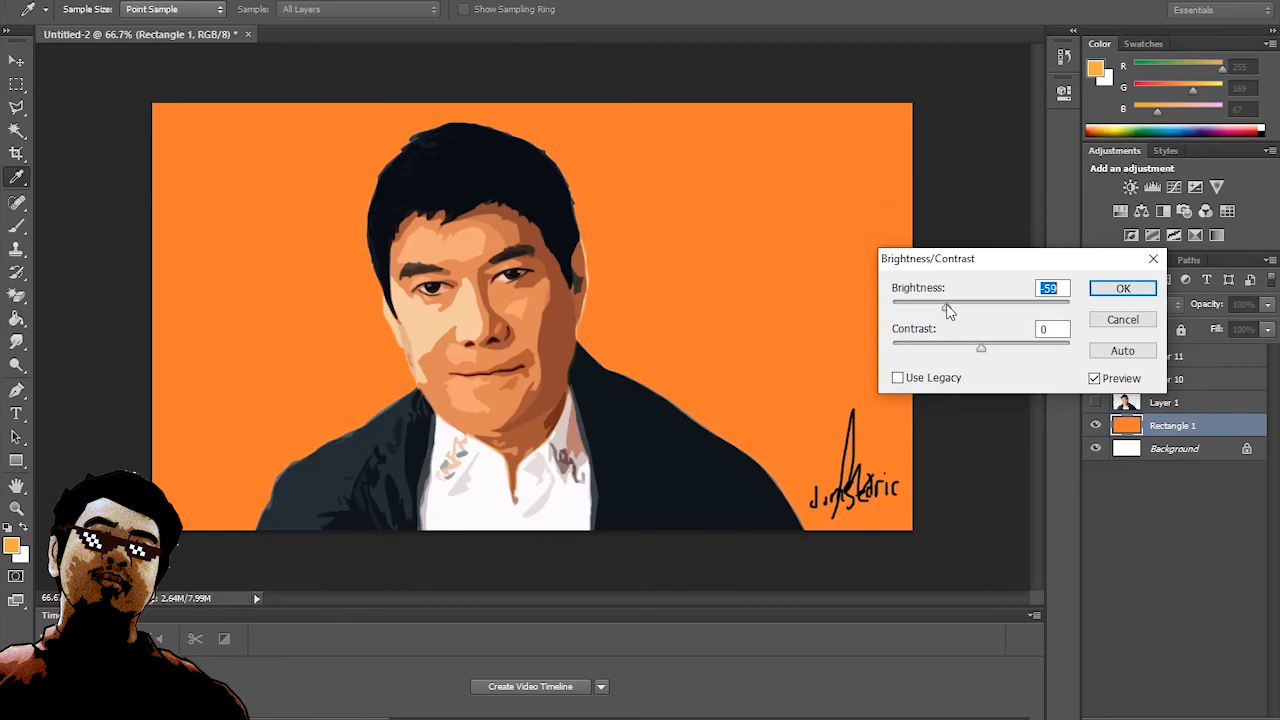 Sample Size: Point Sample Sample: All Layers Show Sampling Ring Essentials
Untitled-2 @ 66.7% (Rectangle 1, RGB/8) * ×
Color Swatches
R 255
G 169
B 67
Adjustments Styles
Add an adjustment
Paths
Opacity: 100%
Fill: 100%
11
10
Layer 1
Rectangle 1
Background
Brightness/Contrast
Brightness: -59
Contrast: 0
Use Legacy
OK
Cancel
Auto
Preview
2.64M/7.99M
Create Video Timeline